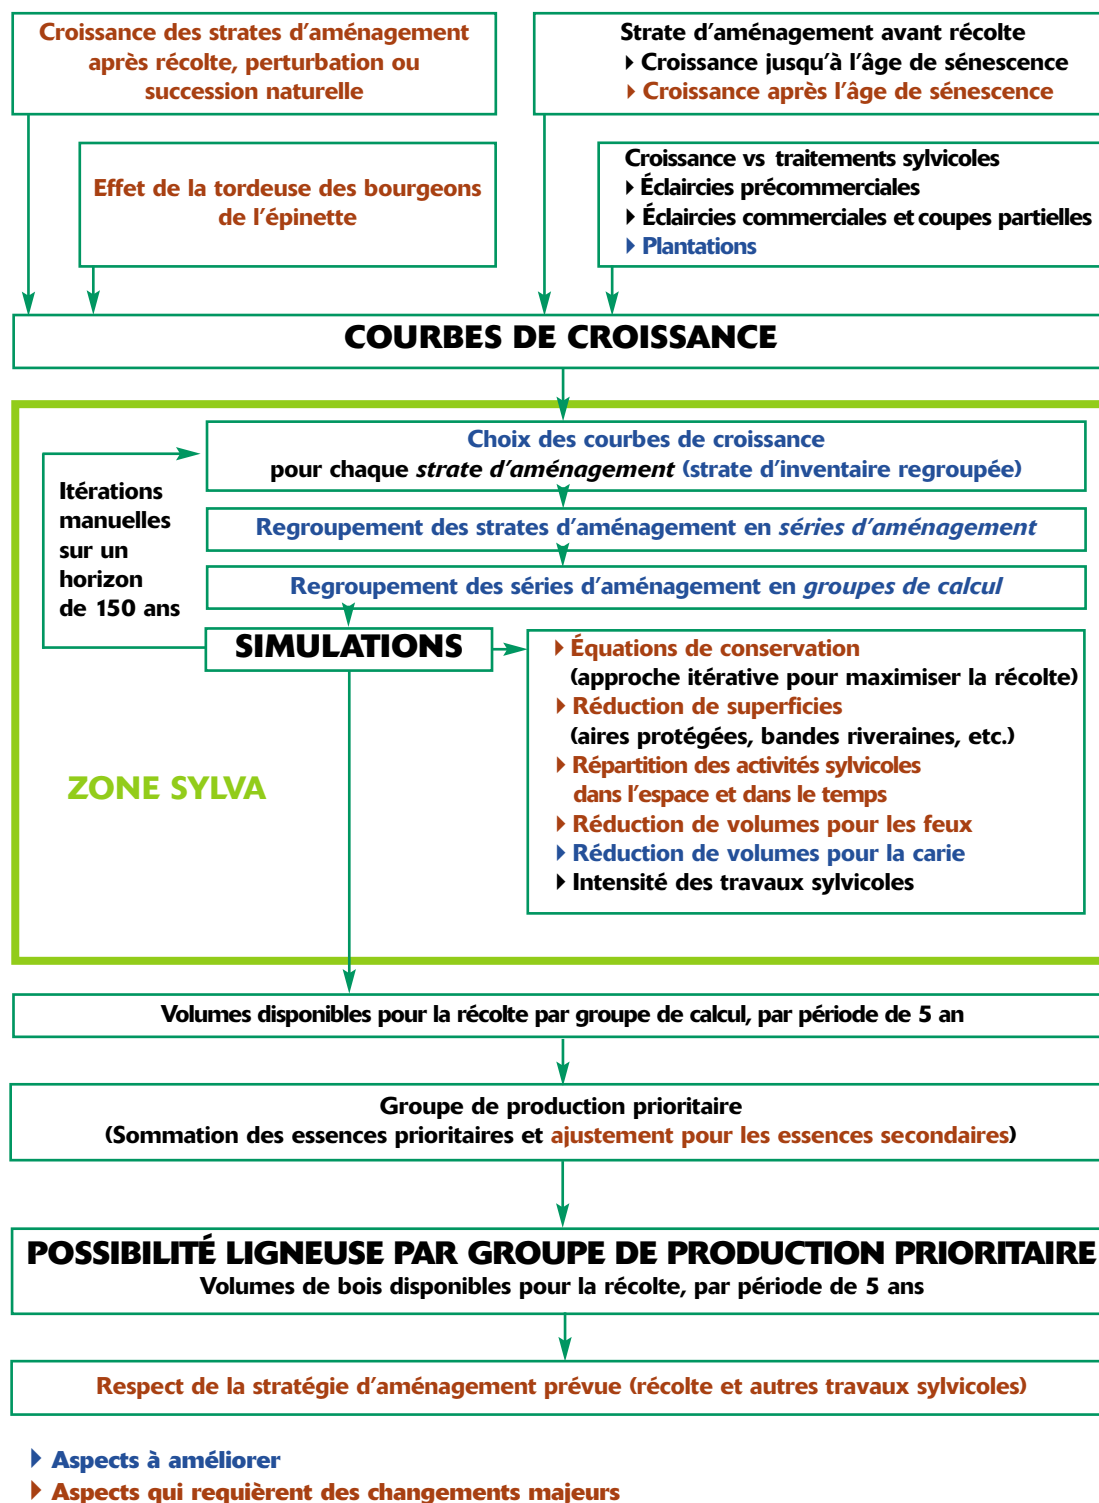 Croissance des strates d'aménagement
après récolte, perturbation ou
succession naturelle
Strate d'aménagement avant récolte
Croissance jusqu'à l'âge de sénescence
Croissance après l'âge de sénescence
Effet de la tordeuse des bourgeons
de l'épinette
Croissance vs traitements sylvicoles
Éclaircies précommerciales
Éclaircies commerciales et coupes partielles
Plantations
COURBES DE CROISSANCE
Choix des courbes de croissance
pour chaque strate d'aménagement (strate d'inventaire regroupée)
Itérations
manuelles
sur un
horizon
de 150 ans
Regroupement des strates d'aménagement en séries d'aménagement
Regroupement des séries d'aménagement en groupes de calcul
SIMULATIONS
Équations de conservation
(approche itérative pour maximiser la récolte)
Réduction de superficies
(aires protégées, bandes riveraines, etc.)
Répartition des activités sylvicoles
dans l'espace et dans le temps
Réduction de volumes pour les feux
Réduction de volumes pour la carie
Intensité des travaux sylvicoles
ZONE SYLVA
Volumes disponibles pour la récolte par groupe de calcul, par période de 5 an
Groupe de production prioritaire
(Sommation des essences prioritaires et ajustement pour les essences secondaires)
POSSIBILITÉ LIGNEUSE PAR GROUPE DE PRODUCTION PRIORITAIRE
Volumes de bois disponibles pour la récolte, par période de 5 ans
Respect de la stratégie d'aménagement prévue (récolte et autres travaux sylvicoles)
Aspects à améliorer
Aspects qui requièrent des changements majeurs